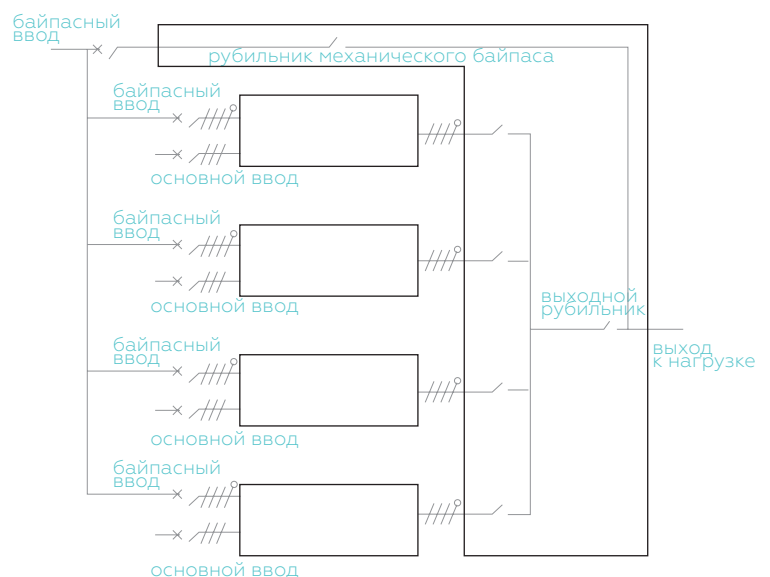 байпасный
ввод
рубильник механического байпаса
байпасный
ввод
основной ввод
байпасный
ввод
основной ввод
выходной
рубильник
байпасный
ввод
выход
к нагрузке
основной ввод
байпасный
ввод
основной ввод